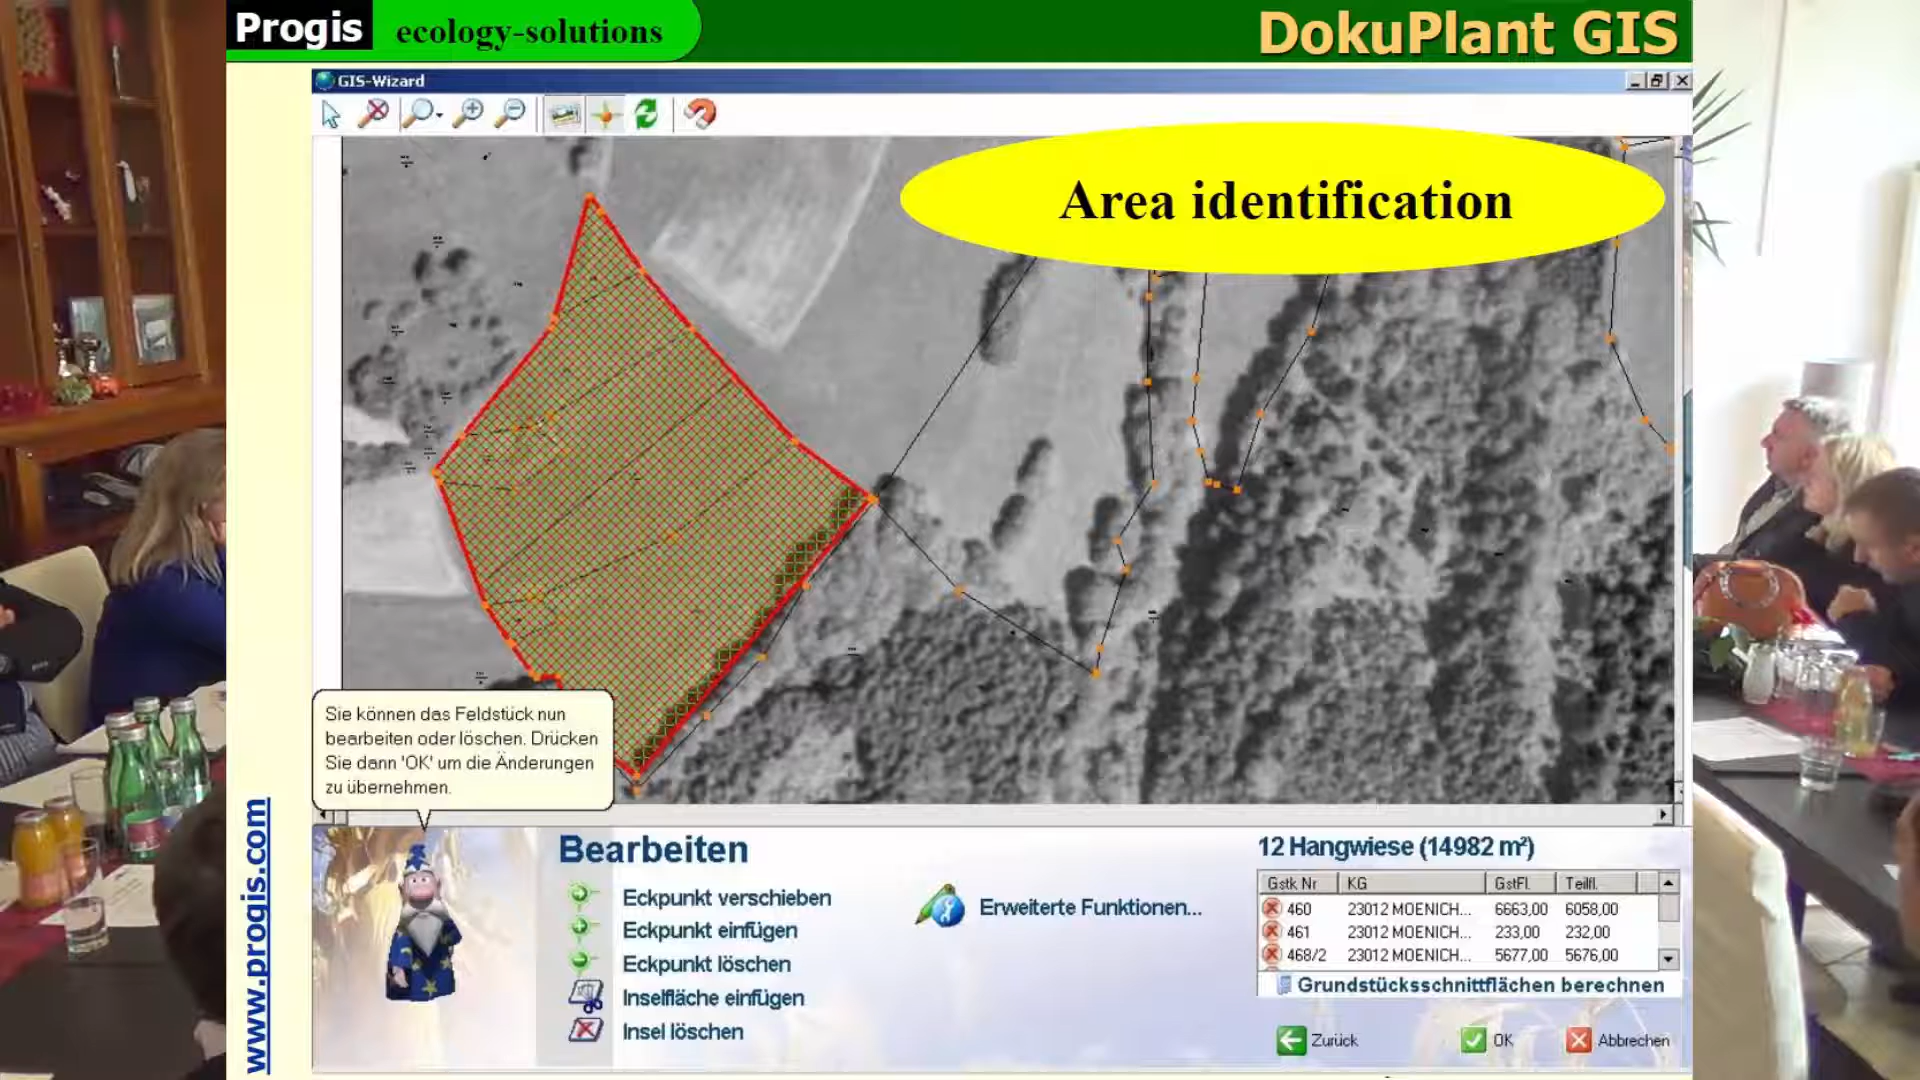 Progis
ecology-solutions
DokuPlant GIS
GIS-Wizard
Area identification
Sie können das Feldstück nun
bearbeiten oder löschen. Drücken
Sie dann 'OK' um die Änderungen
zu übernehmen.
www.progis.com
Bearbeiten
Eckpunkt verschieben
Eckpunkt einfügen
Eckpunkt löschen
Inselfläche einfügen
Insel löschen
Erweiterte Funktionen...
12 Hangwiese (14982 m²)
Gstk Nr KG GstFl. Teilfl.
460 23012 MOENICH... 6663,00 6058,00
461 23012 MOENICH... 233,00 232,00
468/2 23012 MOENICH... 5677,00 5676,00
Grundstücksschnittflächen berechnen
Zurück OK Abbrechen